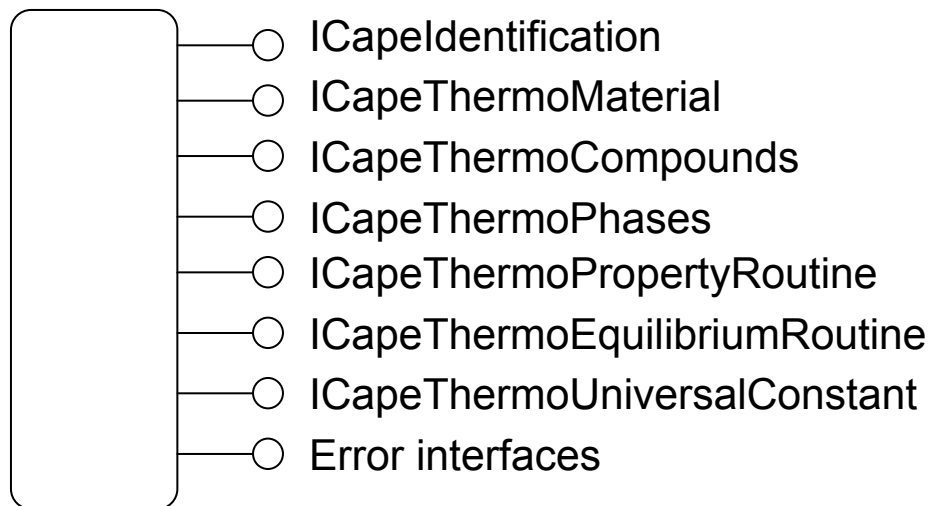 ICapeIdentification
ICapeThermoMaterial
ICapeThermoCompounds
ICapeThermoPhases
ICapeThermoPropertyRoutine
ICapeThermoEquilibriumRoutine
ICapeThermoUniversalConstant
Error interfaces